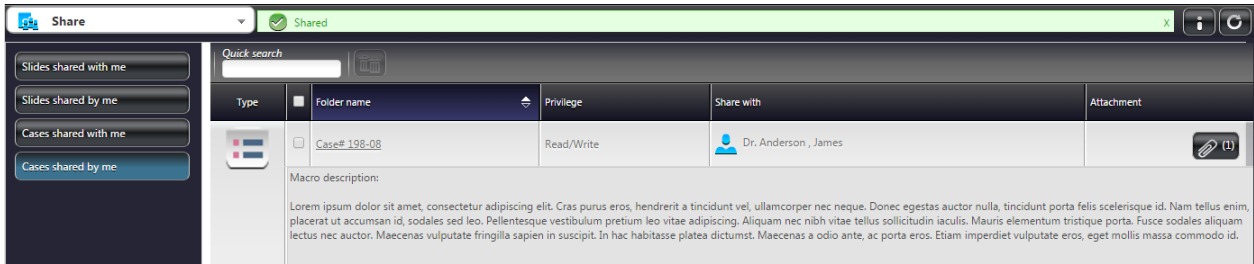 Share
Shared
x
Slides shared with me
Slides shared by me
Cases shared with me
Cases shared by me
Quick search
Type
Folder name
Privilege
Share with
Attachment
Case# 198-08
Read/Write
Dr. Anderson , James
(1)
Macro description:
Lorem ipsum dolor sit amet, consectetur adipiscing elit. Cras purus eros, hendrerit a tincidunt vel, ullamcorper nec neque. Donec egestas auctor nulla, tincidunt porta felis scelerisque id. Nam tellus enim,
placerat ut accumsan id, sodales sed leo. Pellentesque vestibulum pretium leo vitae adipiscing. Aliquam nec nibh vitae tellus sollicitudin iaculis. Mauris elementum tristique porta. Fusce sodales aliquam
lectus nec auctor. Maecenas vulputate fringilla sapien in suscipit. In hac habitasse platea dictumst. Maecenas a odio ante, ac porta eros. Etiam imperdiet vulputate eros, eget mollis massa commodo id.